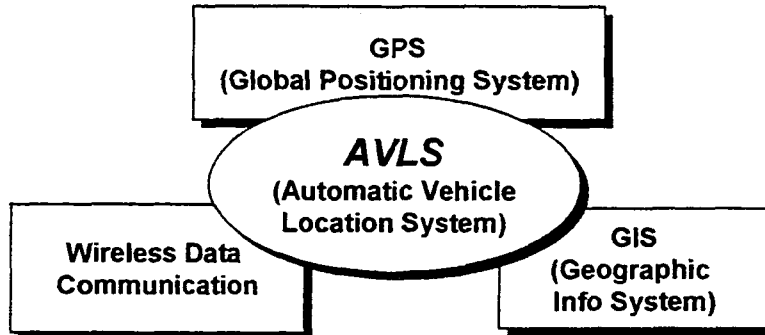 GPS
(Global Positioning System)
AVLS
(Automatic Vehicle
Location System)
Wireless Data
Communication
GIS
(Geographic
Info System)